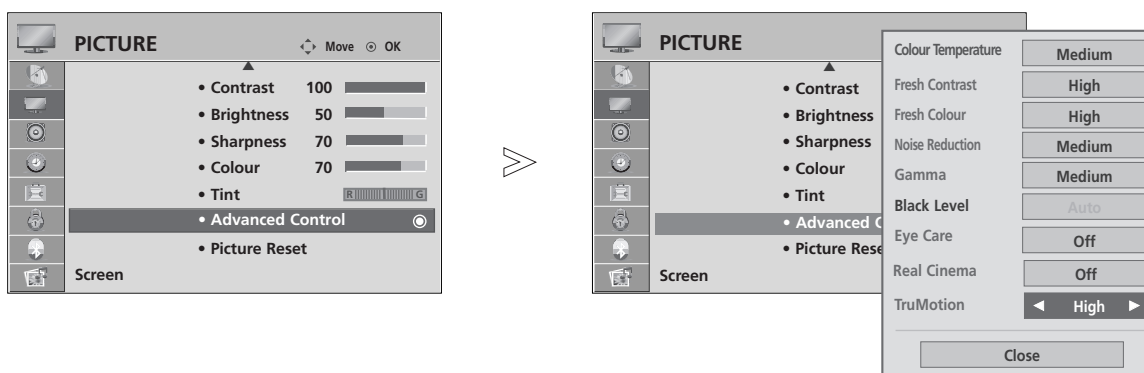 PICTURE
Move OK
• Contrast 100
• Brightness 50
• Sharpness 70
• Colour 70
• Tint R G
• Advanced Control
• Picture Reset
Screen
PICTURE
• Contrast
• Brightness
• Sharpness
• Colour
• Tint
• Advanced C
• Picture Rese
Screen
Colour Temperature Medium
Fresh Contrast High
Fresh Colour High
Noise Reduction Medium
Gamma Medium
Black Level Auto
Eye Care Off
Real Cinema Off
TruMotion ◄ High ►
Close